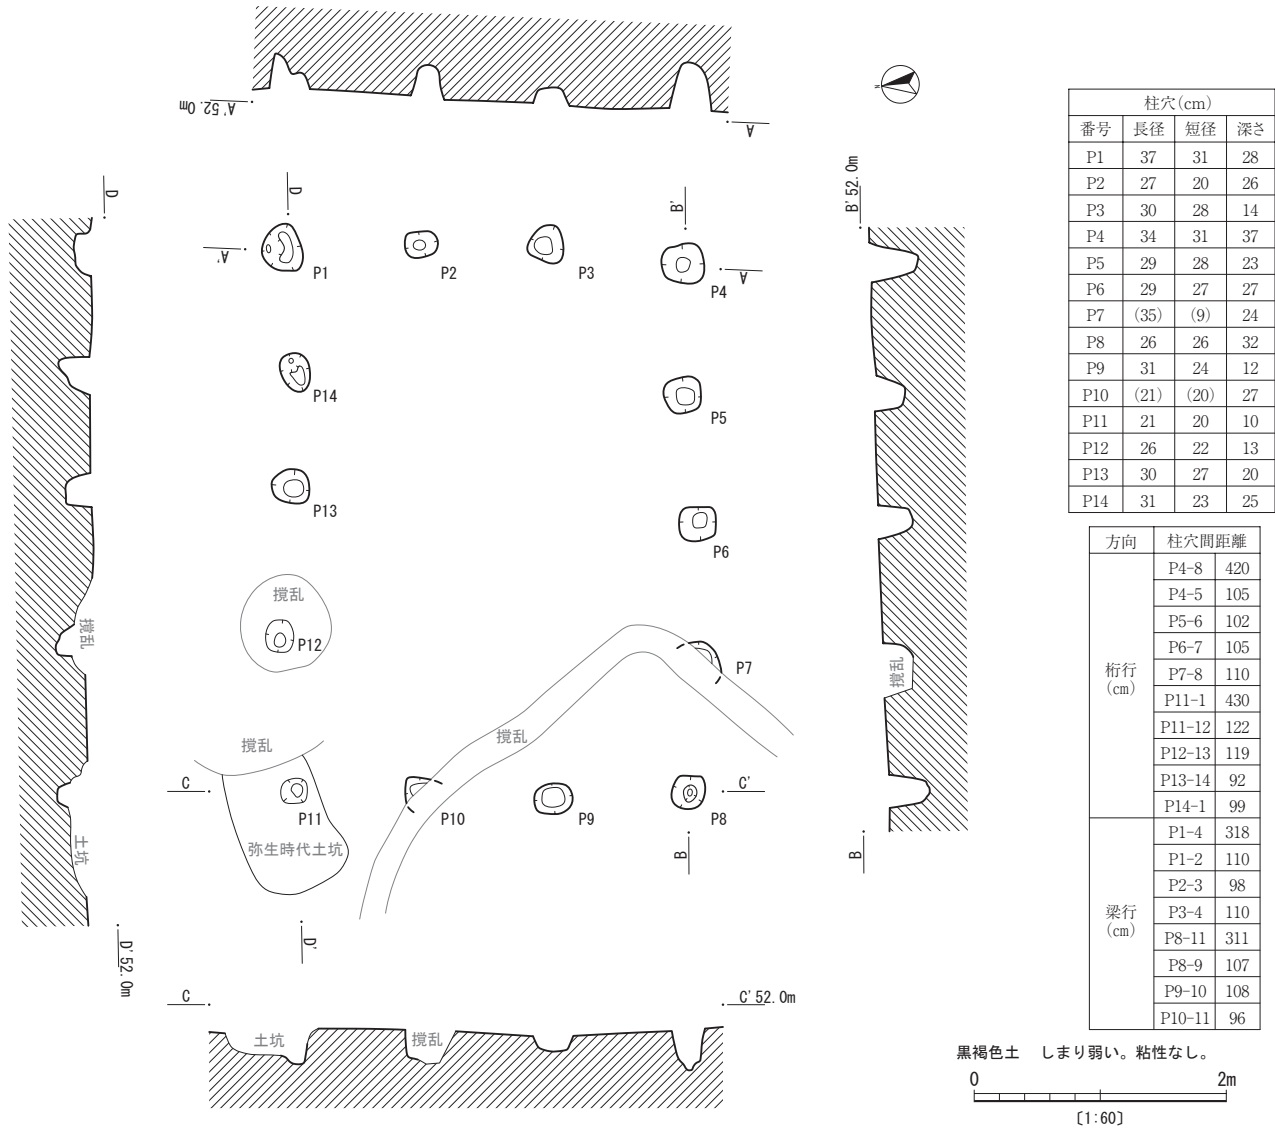 A' 52.0m
A
N
D
D
B'
B' 52.0m
A'
A
P1
P2
P3
P4
P14
P5
P13
P6
撹乱
P12
撹乱
P7
撹乱
撹乱
撹乱
C
C'
P11
P10
P9
P8
土坑
弥生時代土坑
B
B
D' 52.0m
D'
C
C' 52.0m
土坑
撹乱
柱穴(cm)
番号 長径 短径 深さ
P1 37 31 28
P2 27 20 26
P3 30 28 14
P4 34 31 37
P5 29 28 23
P6 29 27 27
P7 (35) (9) 24
P8 26 26 32
P9 31 24 12
P10 (21) (20) 27
P11 21 20 10
P12 26 22 13
P13 30 27 20
P14 31 23 25
方向 柱穴間距離
桁行
(cm)
P4-8 420
P4-5 105
P5-6 102
P6-7 105
P7-8 110
P11-1 430
P11-12 122
P12-13 119
P13-14 92
P14-1 99
梁行
(cm)
P1-4 318
P1-2 110
P2-3 98
P3-4 110
P8-11 311
P8-9 107
P9-10 108
P10-11 96
黒褐色土 しまり弱い。粘性なし。
0 2m
〔1:60〕